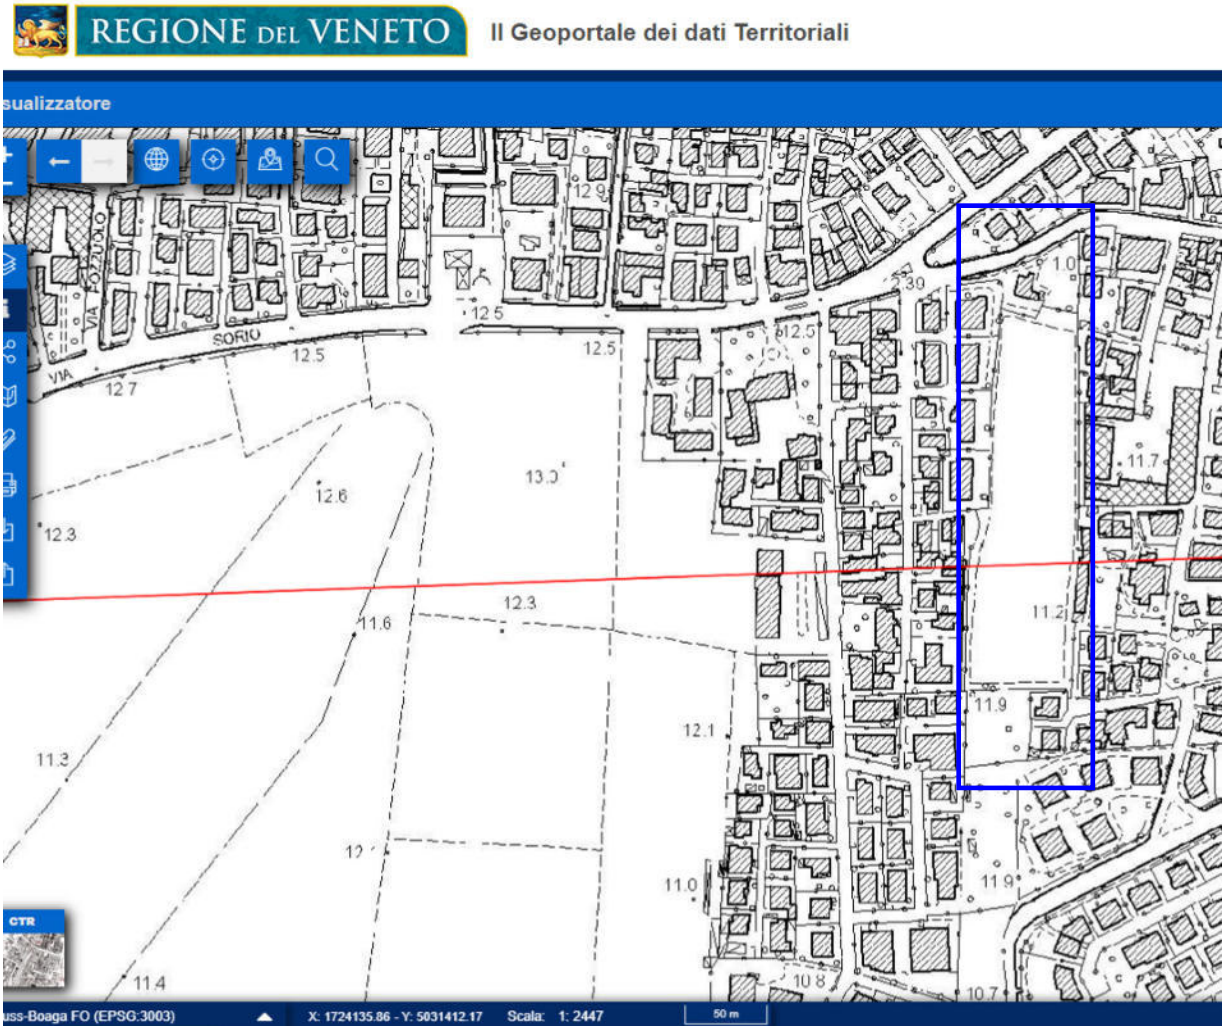 REGIONE DEL VENETO
Il Geoportale dei dati Territoriali
sualizzatore
12.9
VIA POZZUOLO
2.39
1.0
12.5
12.5
SORIO
12.5
12.5
VIA
12.7
11.7
13.0
12.6
12.3
12.3
11.2
11.6
11.9
12.1
11.3
12
11.0
11.9
11.4
10.8
10.7
CTR
uss-Boaga FO (EPSG:3003)
X: 1724135.86 - Y: 5031412.17
Scala: 1: 2447
50 m